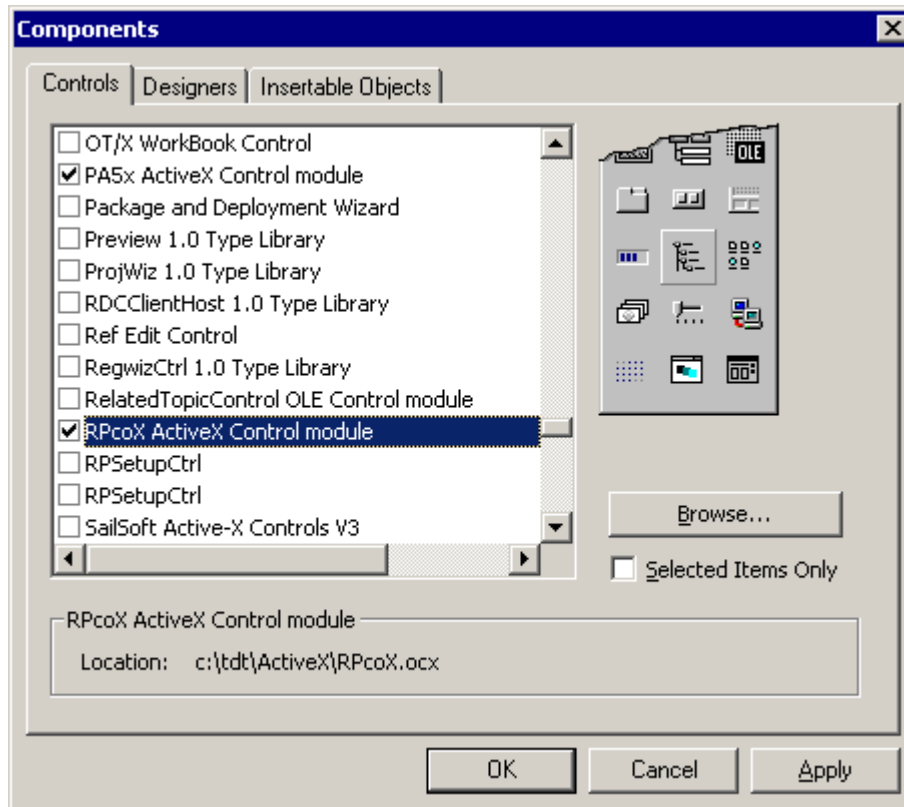 Components
Controls Designers Insertable Objects
OT/X WorkBook Control
PA5x ActiveX Control module
Package and Deployment Wizard
Preview 1.0 Type Library
ProjWiz 1.0 Type Library
RDCClientHost 1.0 Type Library
Ref Edit Control
RegwizCtrl 1.0 Type Library
RelatedTopicControl OLE Control module
RPcoX ActiveX Control module
RPSetupCtrl
RPSetupCtrl
SailSoft Active-X Controls V3
OLE
Browse...
Selected Items Only
RPcoX ActiveX Control module
Location: c:\tdt\ActiveX\RPcoX.ocx
OK Cancel Apply